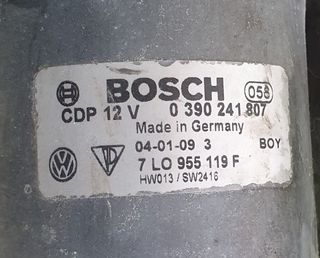 BOSCH 058
CDP 12 V 0 390 241 807
Made in Germany
04-01-09 3 BOY
7 LO 955 119 F
HW013 / SW2416